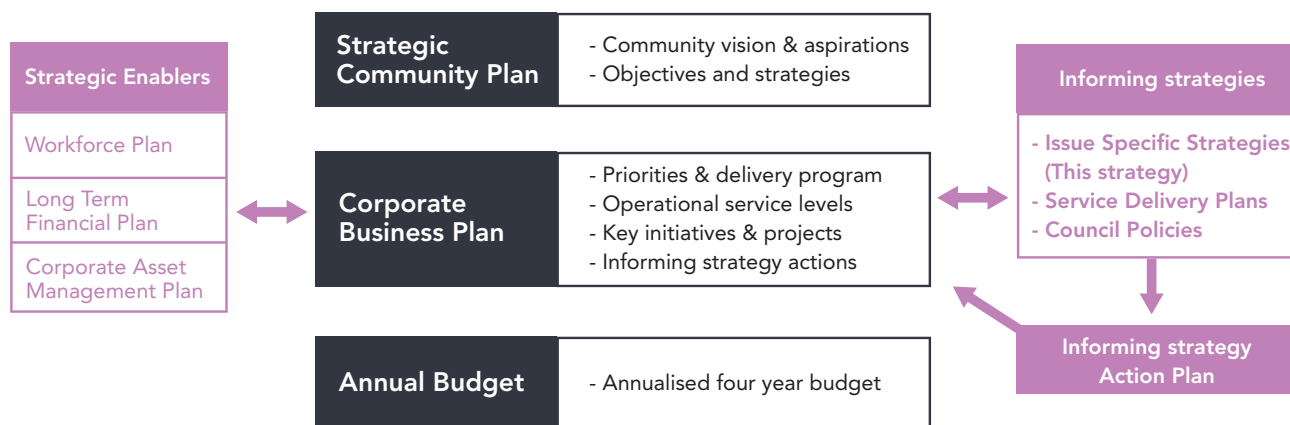 Strategic Enablers
Workforce Plan
Long Term
Financial Plan
Corporate Asset
Management Plan
Strategic
Community Plan
- Community vision & aspirations
- Objectives and strategies
Corporate
Business Plan
- Priorities & delivery program
- Operational service levels
- Key initiatives & projects
- Informing strategy actions
Annual Budget
- Annualised four year budget
Informing strategies
- Issue Specific Strategies
(This strategy)
- Service Delivery Plans
- Council Policies
Informing strategy
Action Plan